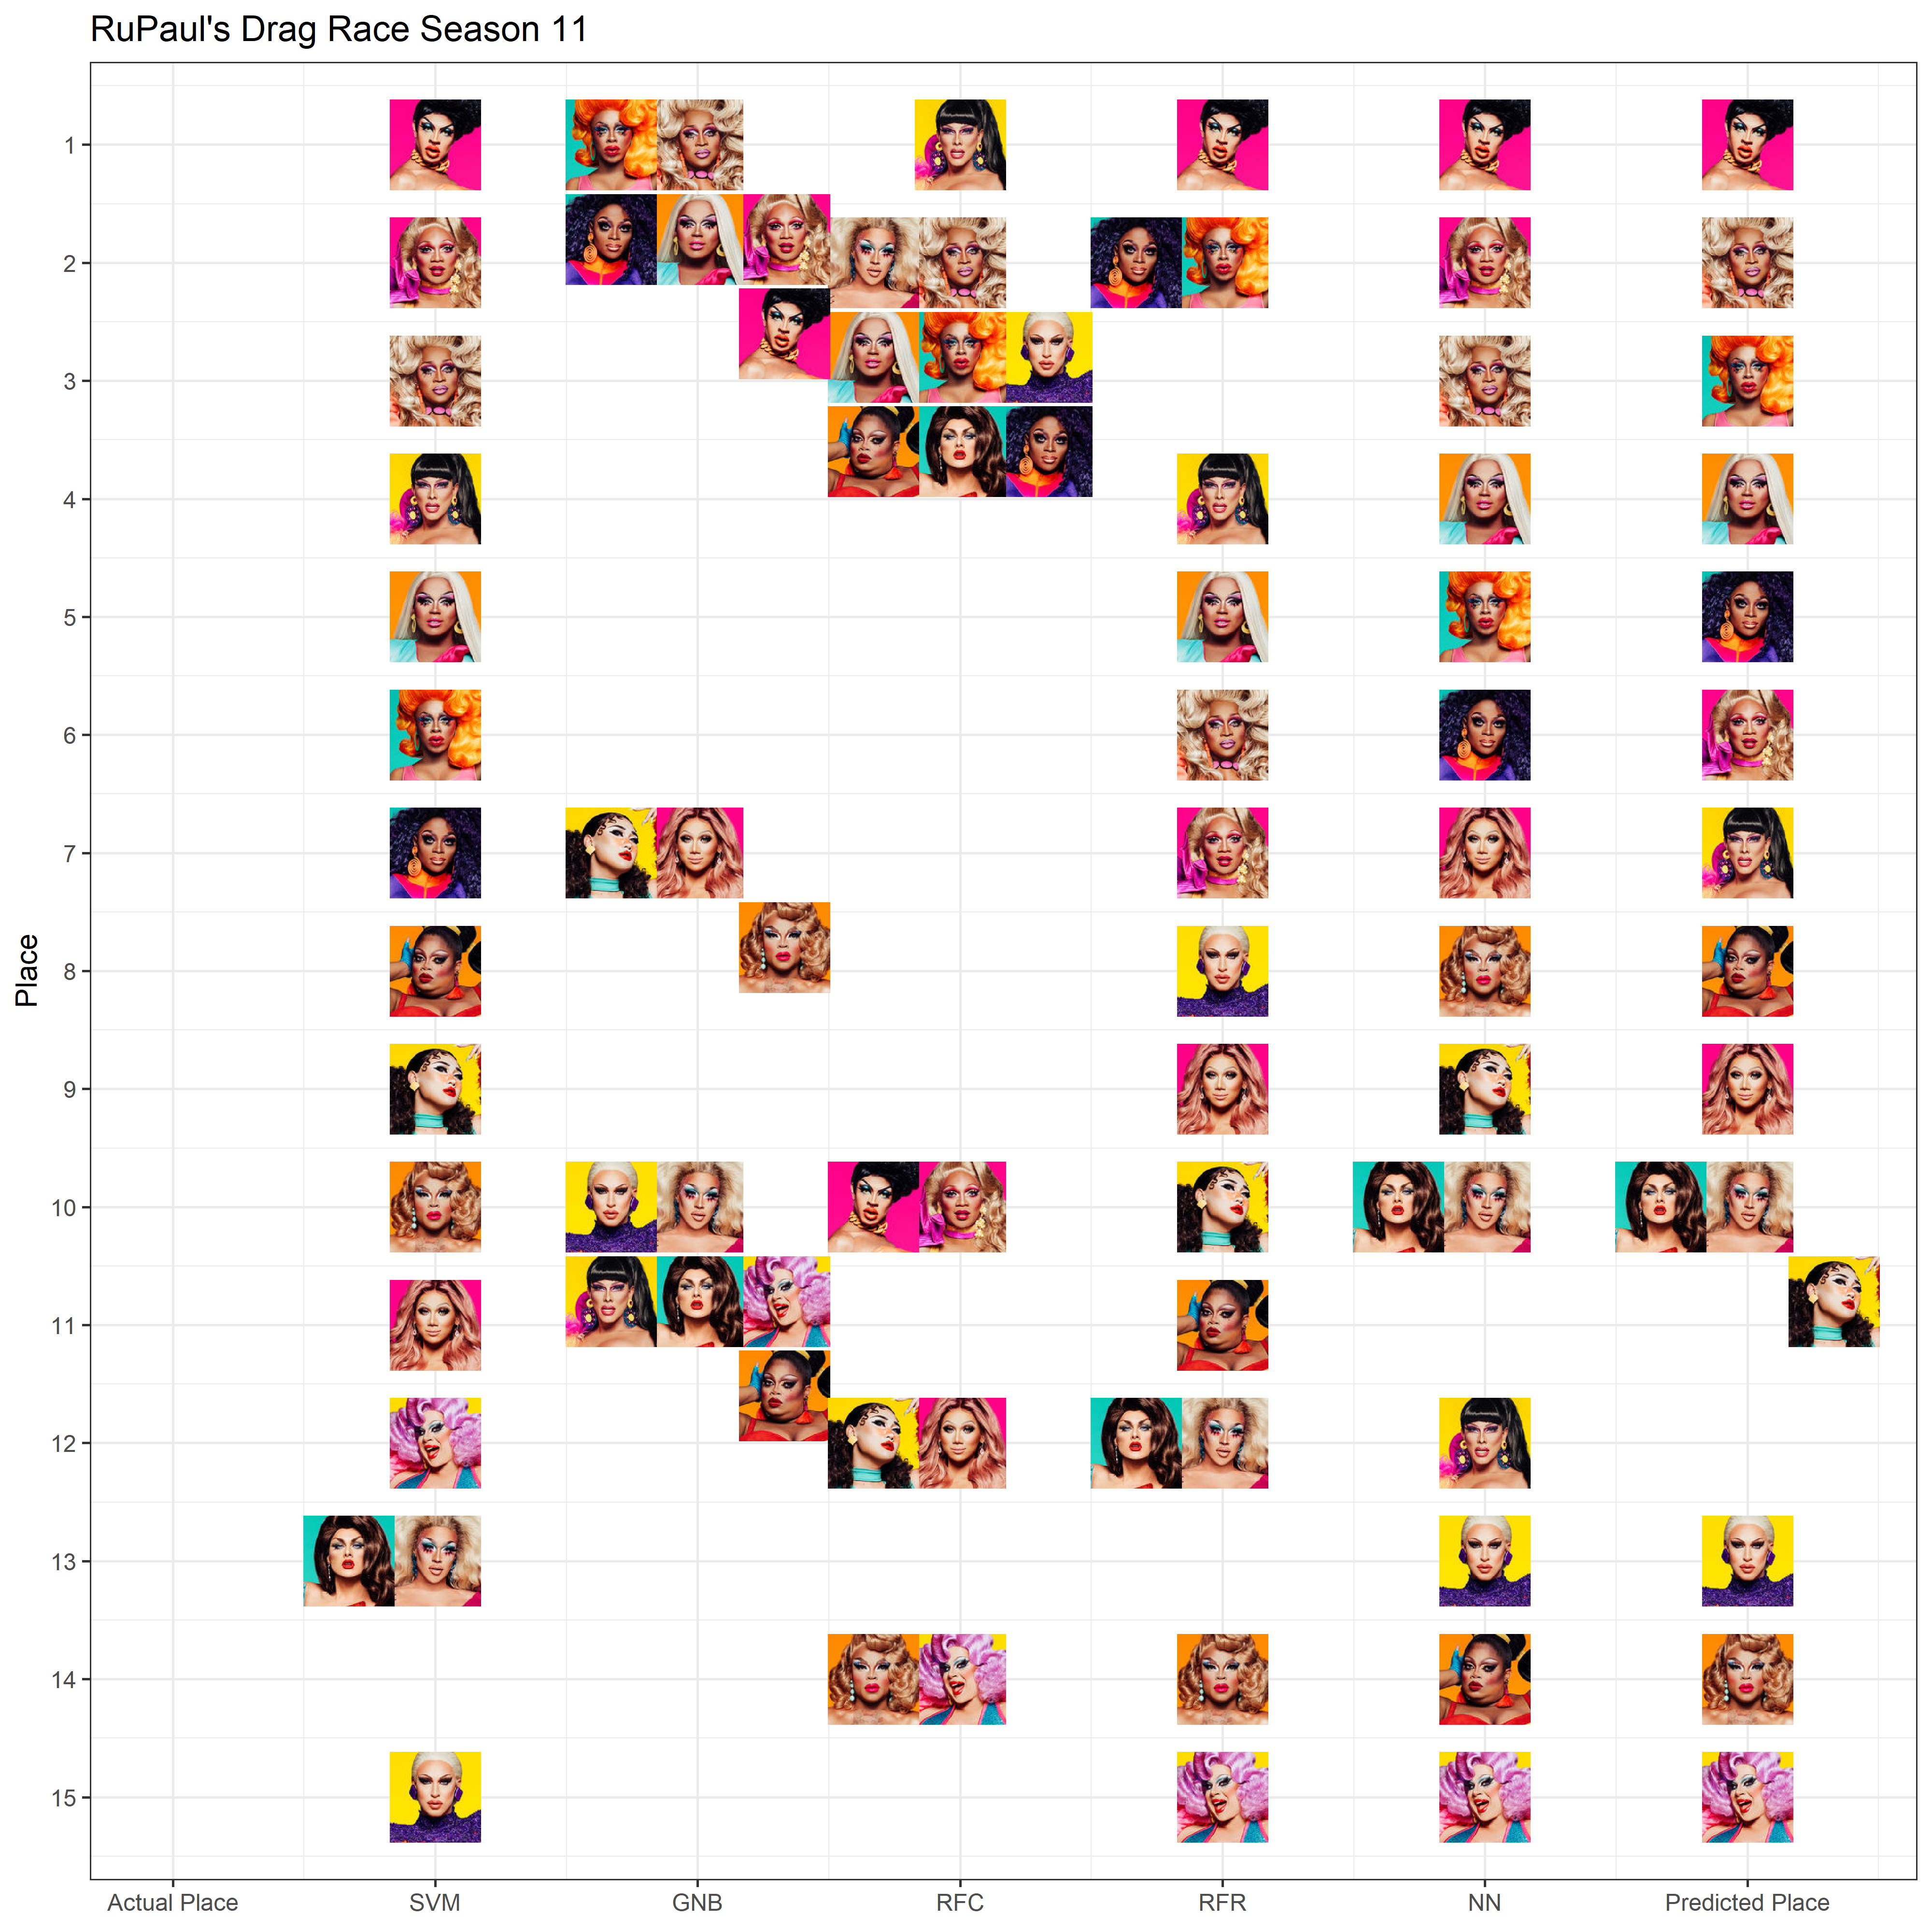 RuPaul's Drag Race Season 11
Place
1
2
3
4
5
6
7
8
9
10
11
12
13
14
15
Actual Place
SVM
GNB
RFC
RFR
NN
Predicted Place